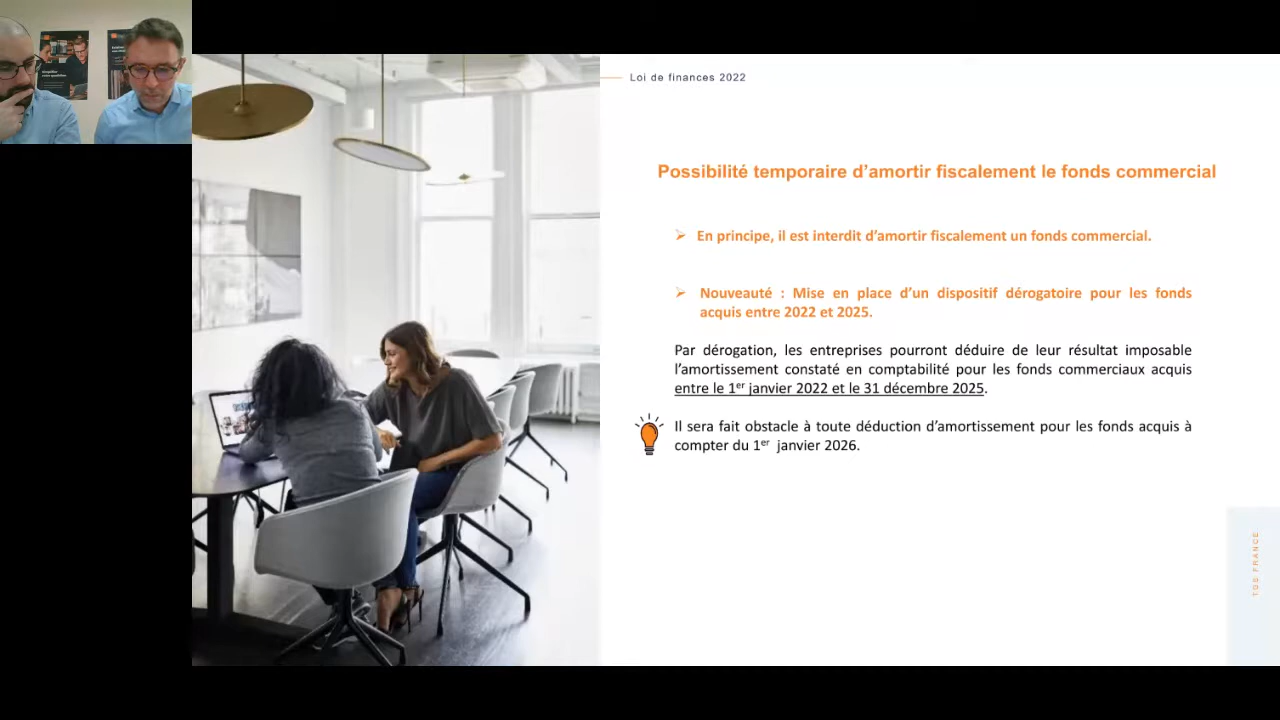 Loi de finances 2022
Possibilité temporaire d’amortir fiscalement le fonds commercial
➢ En principe, il est interdit d’amortir fiscalement un fonds commercial.
➢ Nouveauté : Mise en place d’un dispositif dérogatoire pour les fonds
acquis entre 2022 et 2025.
Par dérogation, les entreprises pourront déduire de leur résultat imposable
l’amortissement constaté en comptabilité pour les fonds commerciaux acquis
entre le 1er janvier 2022 et le 31 décembre 2025.
Il sera fait obstacle à toute déduction d’amortissement pour les fonds acquis à
compter du 1er janvier 2026.
TGS FRANCE